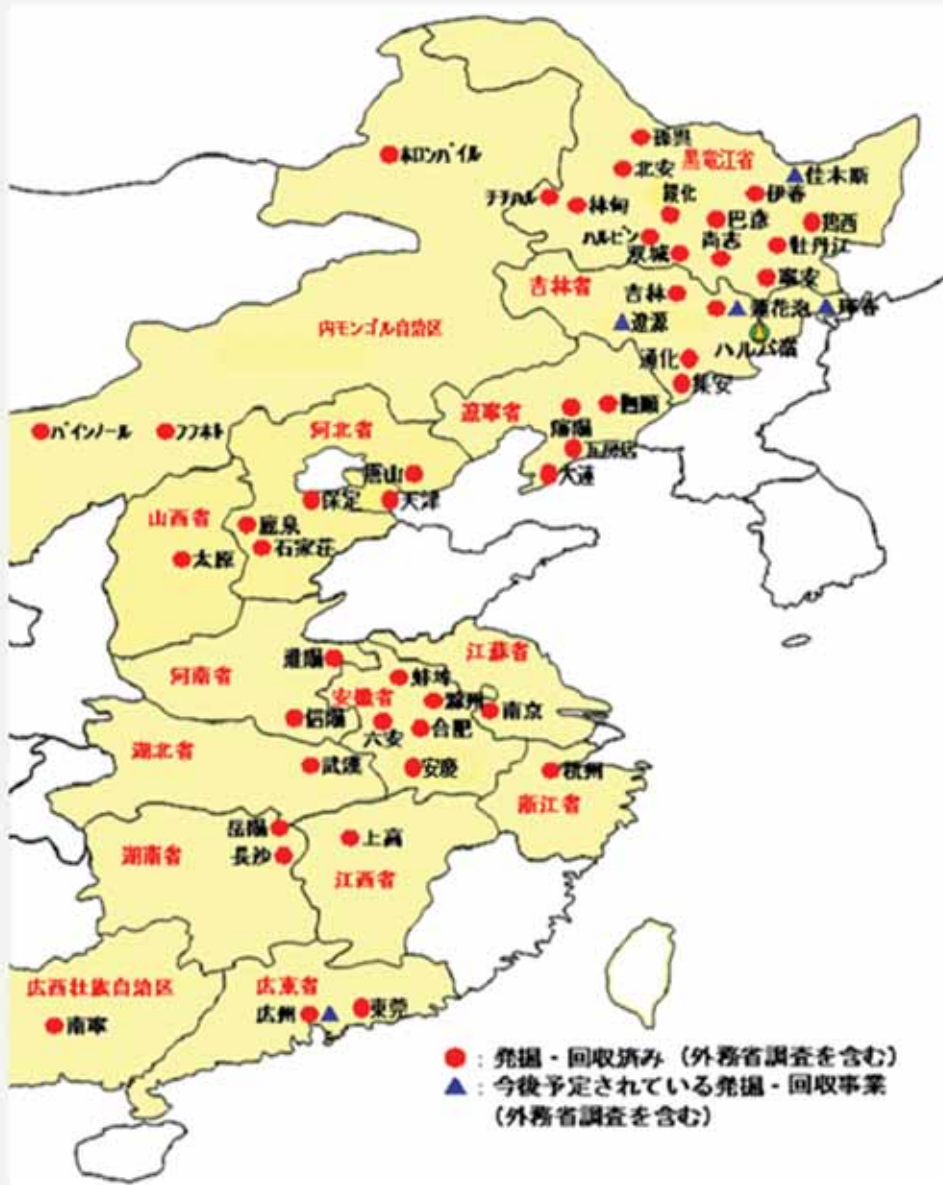 孫呉
ホロンバイル
黒竜江省
北安
佳木斯
チチハル
伊春
林甸
綏化
巴彦
鶏西
ハルビン
尚志
牡丹江
双城
寧安
吉林省
吉林
蓮花泡
琿春
遼源
内モンゴル自治区
ハルバ嶺
通化
集安
遼寧省
撫順
瀋陽
バインノール
フフホト
河北省
瓦房店
唐山
大連
保定
天津
山西省
鹿泉
石家荘
太原
江蘇省
河南省
蚌埠
安徽省
滁州
信陽
南京
六安
合肥
湖北省
武漢
安慶
杭州
浙江省
岳陽
上高
湖南省
長沙
江西省
広西壮族自治区
広東省
南寧
広州
東莞
: 発掘・回収済み (外務省調査を含む)
: 今後予定されている発掘・回収事業
(外務省調査を含む)